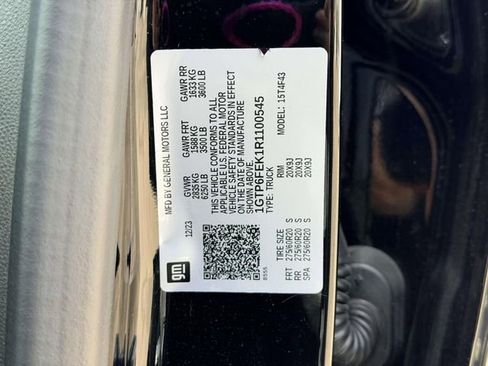 MFD BY GENERAL MOTORS LLC
GVWR GAWR FRT GAWR RR
2835 KG 1588 KG 1633 KG
6250 LB 3500 LB 3600 LB
THIS VEHICLE CONFORMS TO ALL
APPLICABLE U.S. FEDERAL MOTOR
VEHICLE SAFETY STANDARDS IN EFFECT
ON THE DATE OF MANUFACTURE
SHOWN ABOVE.
1GTP6FEK1R1100545
TYPE: TRUCK MODEL: 15T4F43
12/23
gm
TIRE SIZE RIM
FRT 275/60R20 S 20X9J
RR 275/60R20 S 20X9J
SPA 275/60R20 S 20X9J